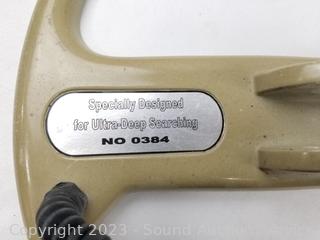 Specially Designed
for Ultra-Deep Searching
NO 0384
Copyright 2023 - Sound Auction Service